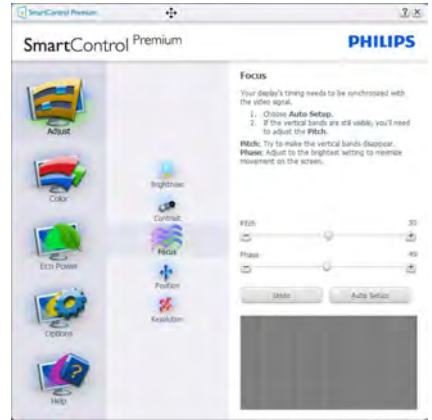 SmartControl Premium
SmartControl Premium
PHILIPS
Adjust
Color
Eco Power
Options
Help
Brightness
Contrast
Focus
Position
Resolution
Focus
Your display's timing needs to be synchronized with
the video signal.
1. Choose Auto Setup.
2. If the vertical bands are still visible, you'll need
to adjust the Pitch.
Pitch: Try to make the vertical bands disappear.
Phase: Adjust to the brightest setting to minimize
movement on the screen.
Pitch 50
Phase
Undo Auto Setup